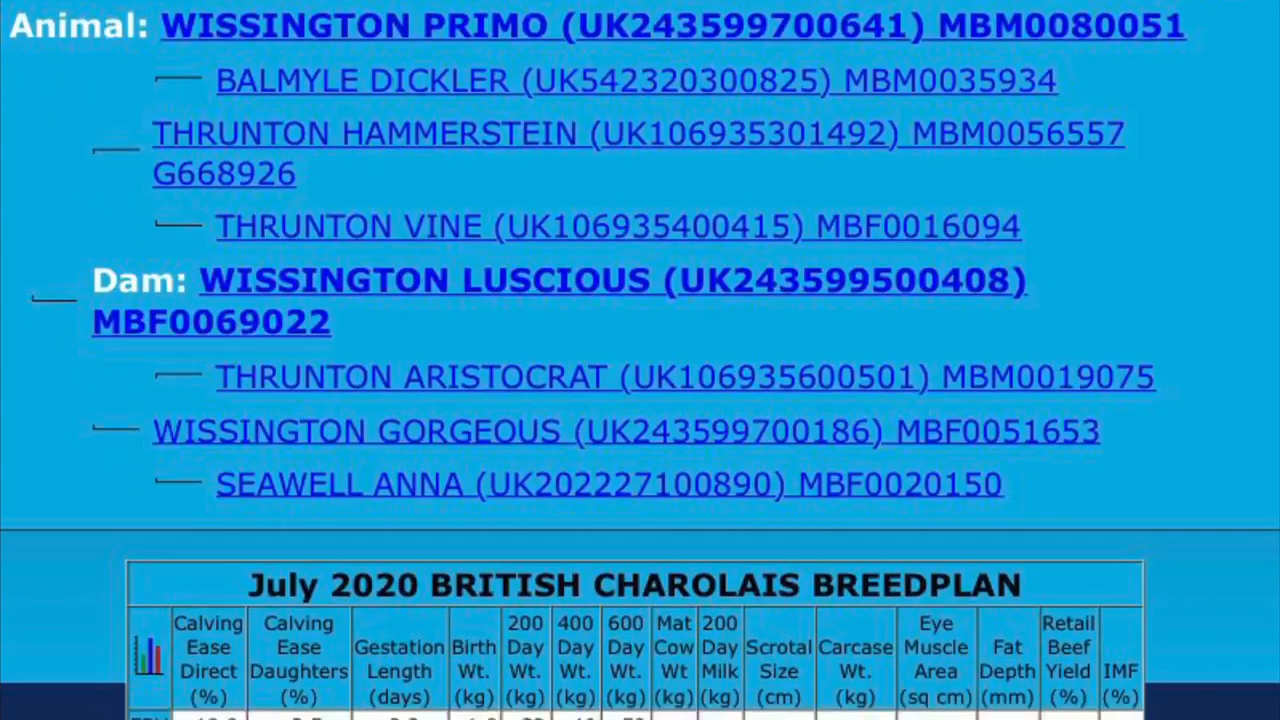 Animal: WISSINGTON PRIMO (UK243599700641) MBM0080051
BALMYLE DICKLER (UK542320300825) MBM0035934
THRUNTON HAMMERSTEIN (UK106935301492) MBM0056557
G668926
THRUNTON VINE (UK106935400415) MBF0016094
Dam: WISSINGTON LUSCIOUS (UK243599500408)
MBF0069022
THRUNTON ARISTOCRAT (UK106935600501) MBM0019075
WISSINGTON GORGEOUS (UK243599700186) MBF0051653
SEAWELL ANNA (UK202227100890) MBF0020150
July 2020 BRITISH CHAROLAIS BREEDPLAN
Calving Ease Direct (%)
Calving Ease Daughters (%)
Gestation Length (days)
Birth Wt. (kg)
200 Day Wt. (kg)
400 Day Wt. (kg)
600 Day Wt. (kg)
Mat Cow Wt (kg)
200 Day Milk (kg)
Scrotal Size (cm)
Carcase Wt. (kg)
Eye Muscle Area (sq cm)
Fat Depth (mm)
Retail Beef Yield (%)
IMF (%)